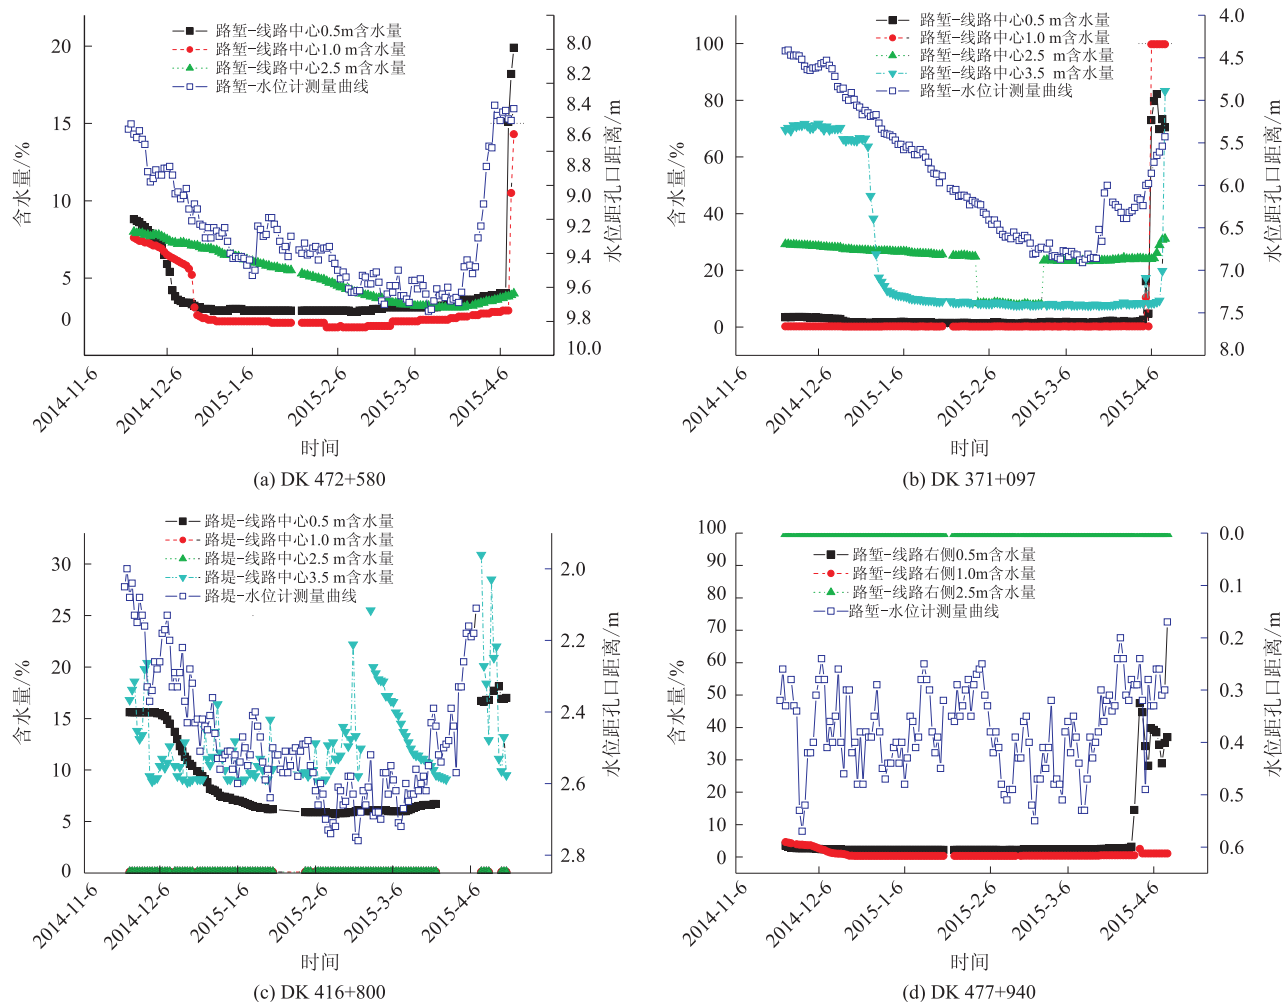 路堑-线路中心0.5m含水量
路堑-线路中心1.0 m含水量
路堑-线路中心2.5 m含水量
路堑-水位计测量曲线
20
15
10
5
0
含水量/%
8.0
8.2
8.4
8.6
8.8
9.0
9.2
9.4
9.6
9.8
10.0
水位距孔口距离/m
2014-11-6
2014-12-6
2015-1-6
2015-2-6
2015-3-6
2015-4-6
时间
(a) DK 472+580
路堑-线路中心0.5 m含水量
路堑-线路中心1.0 m含水量
路堑-线路中心2.5 m含水量
路堑-线路中心3.5 m含水量
路堑-水位计测量曲线
100
80
60
40
20
0
含水量/%
4.0
4.5
5.0
5.5
6.0
6.5
7.0
7.5
8.0
水位距孔口距离/m
2014-11-6
2014-12-6
2015-1-6
2015-2-6
2015-3-6
2015-4-6
时间
(b) DK 371+097
路堤-线路中心0.5 m含水量
路堤-线路中心1.0 m含水量
路堤-线路中心2.5 m含水量
路堤-线路中心3.5 m含水量
路堤-水位计测量曲线
30
25
20
15
10
5
0
含水量/%
2.0
2.2
2.4
2.6
2.8
水位距孔口距离/m
2014-11-6
2014-12-6
2015-1-6
2015-2-6
2015-3-6
2015-4-6
时间
(c) DK 416+800
路堑-线路右侧0.5m含水量
路堑-线路右侧1.0m含水量
路堑-线路右侧2.5m含水量
路堑-水位计测量曲线
100
90
80
70
60
50
40
30
20
10
0
含水量/%
0.0
0.1
0.2
0.3
0.4
0.5
0.6
水位距孔口距离/m
2014-11-6
2014-12-6
2015-1-6
2015-2-6
2015-3-6
2015-4-6
时间
(d) DK 477+940